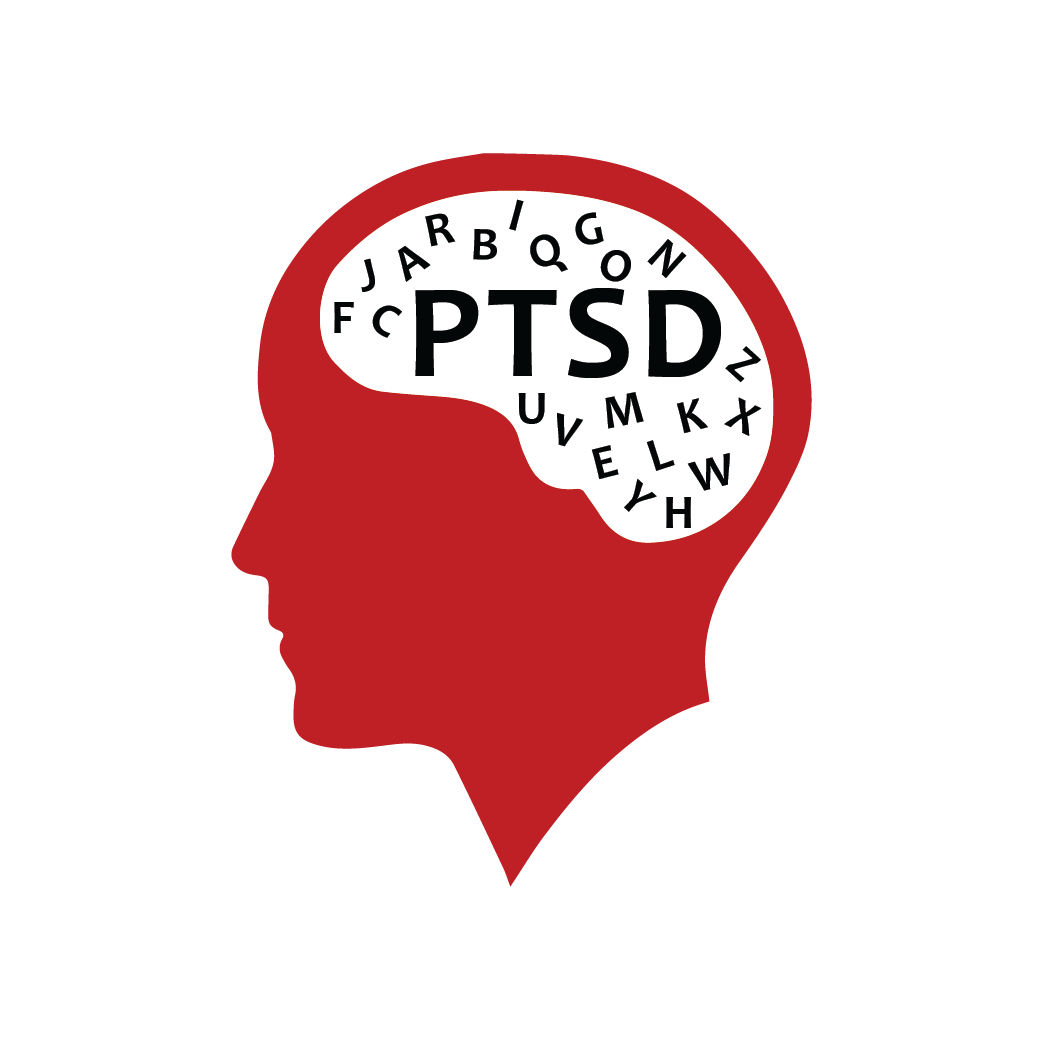 F J C A R B I Q G O N
PTSD
Z U V M K X E L W Y H